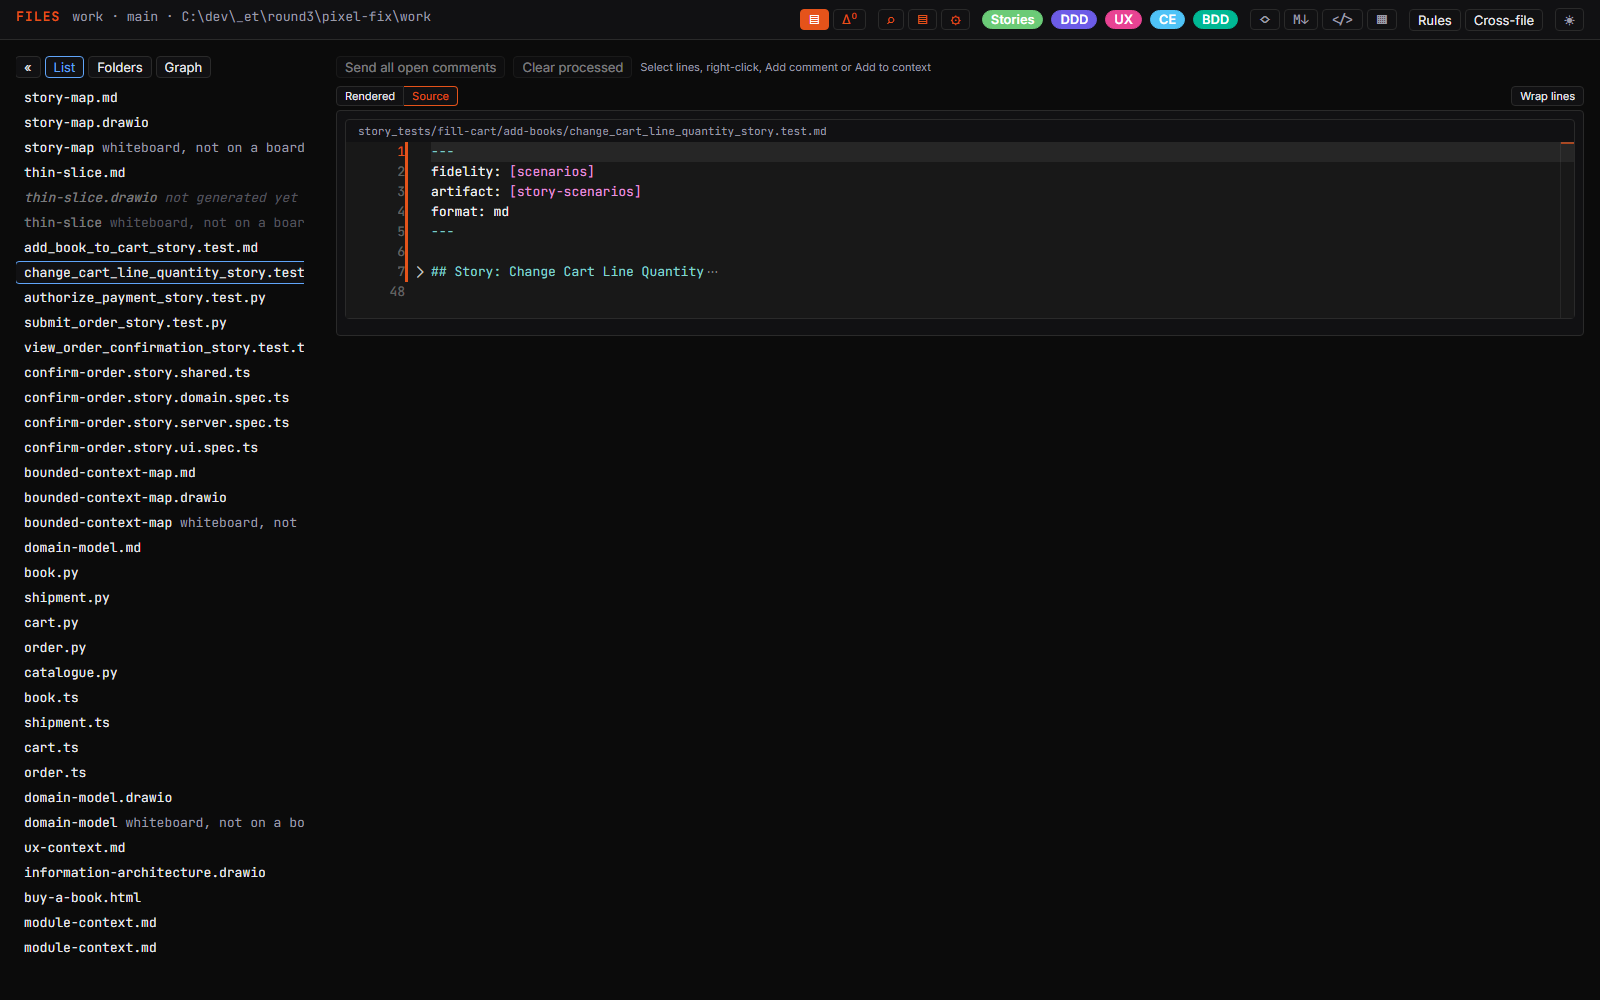 FILES work · main · C:\dev\_et\round3\pixel-fix\work
Stories DDD UX CE BDD M↓ </> Rules Cross-file
« List Folders Graph
Send all open comments Clear processed Select lines, right-click, Add comment or Add to context
Rendered Source Wrap lines
story_tests/fill-cart/add-books/change_cart_line_quantity_story.test.md
1 ---
2 fidelity: [scenarios]
3 artifact: [story-scenarios]
4 format: md
5 ---
6
7 ## Story: Change Cart Line Quantity ···
48
story-map.md
story-map.drawio
story-map whiteboard, not on a board
thin-slice.md
thin-slice.drawio not generated yet
thin-slice whiteboard, not on a boar
add_book_to_cart_story.test.md
change_cart_line_quantity_story.test
authorize_payment_story.test.py
submit_order_story.test.py
view_order_confirmation_story.test.t
confirm-order.story.shared.ts
confirm-order.story.domain.spec.ts
confirm-order.story.server.spec.ts
confirm-order.story.ui.spec.ts
bounded-context-map.md
bounded-context-map.drawio
bounded-context-map whiteboard, not
domain-model.md
book.py
shipment.py
cart.py
order.py
catalogue.py
book.ts
shipment.ts
cart.ts
order.ts
domain-model.drawio
domain-model whiteboard, not on a bo
ux-context.md
information-architecture.drawio
buy-a-book.html
module-context.md
module-context.md